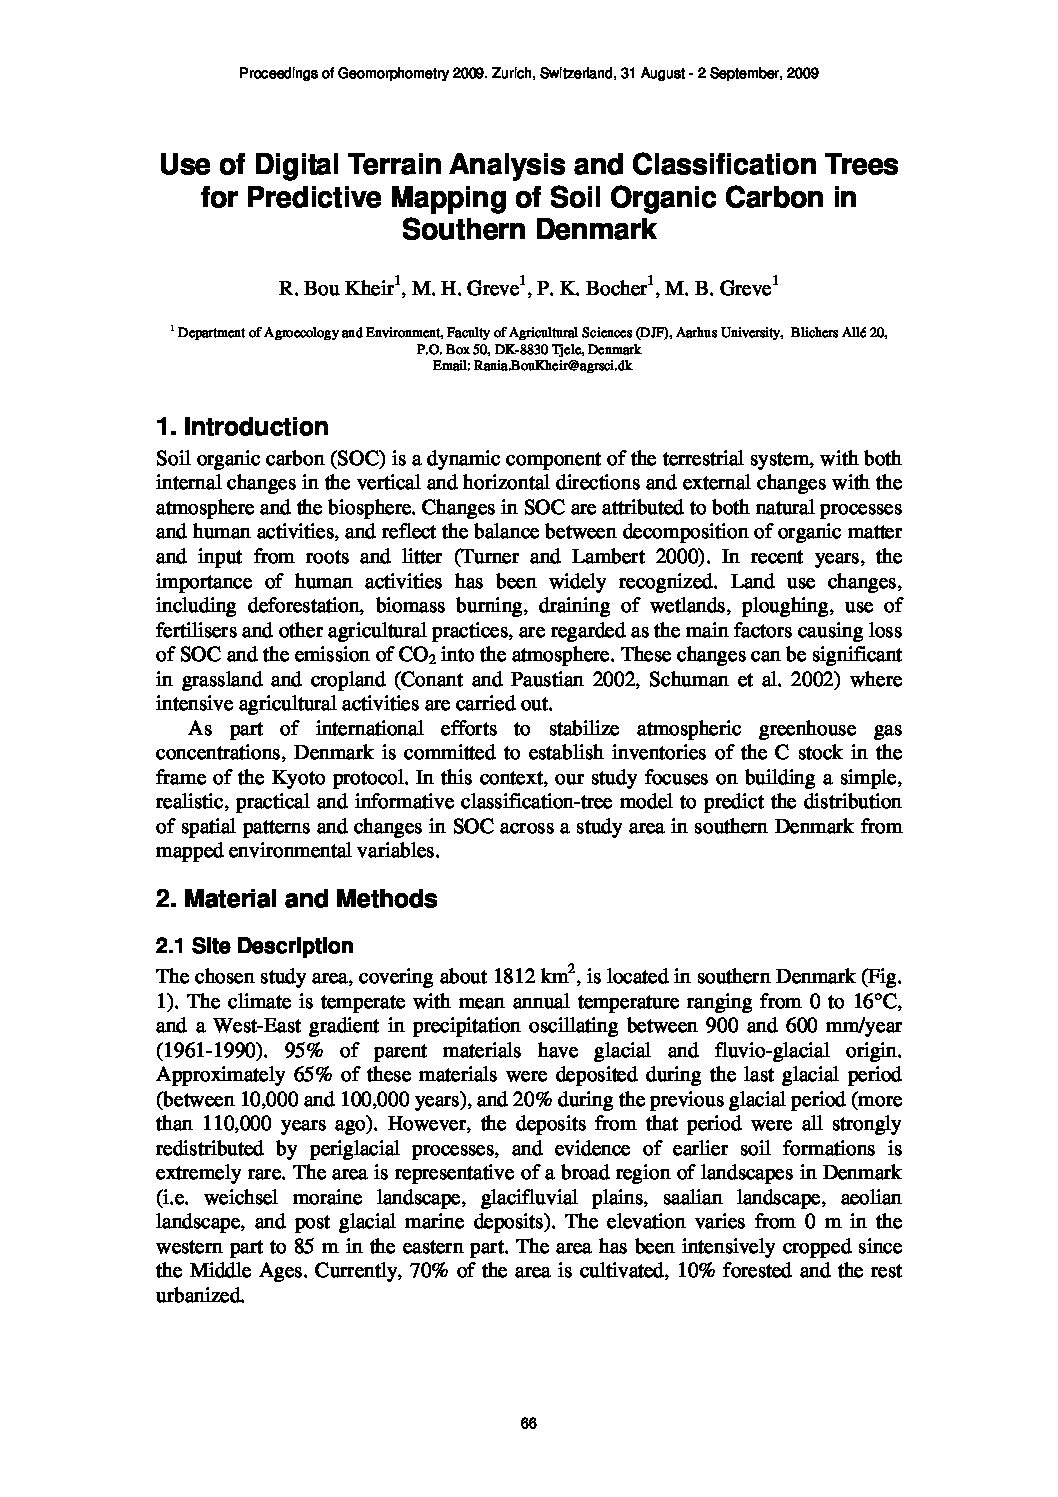 Proceedings of Geomorphometry 2009. Zurich, Switzerland, 31 August - 2 September, 2009
Use of Digital Terrain Analysis and Classification Trees
for Predictive Mapping of Soil Organic Carbon in
Southern Denmark
R. Bou Kheir¹, M. H. Greve¹, P. K. Bocher¹, M. B. Greve¹
¹ Department of Agroecology and Environment, Faculty of Agricultural Sciences (DJF), Aarhus University, Blichers Allé 20,
P.O. Box 50, DK-8830 Tjele, Denmark
Email: Rania.BouKheir@agrsci.dk
1. Introduction
Soil organic carbon (SOC) is a dynamic component of the terrestrial system, with both
internal changes in the vertical and horizontal directions and external changes with the
atmosphere and the biosphere. Changes in SOC are attributed to both natural processes
and human activities, and reflect the balance between decomposition of organic matter
and input from roots and litter (Turner and Lambert 2000). In recent years, the
importance of human activities has been widely recognized. Land use changes,
including deforestation, biomass burning, draining of wetlands, ploughing, use of
fertilisers and other agricultural practices, are regarded as the main factors causing loss
of SOC and the emission of CO₂ into the atmosphere. These changes can be significant
in grassland and cropland (Conant and Paustian 2002, Schuman et al. 2002) where
intensive agricultural activities are carried out.
As part of international efforts to stabilize atmospheric greenhouse gas
concentrations, Denmark is committed to establish inventories of the C stock in the
frame of the Kyoto protocol. In this context, our study focuses on building a simple,
realistic, practical and informative classification-tree model to predict the distribution
of spatial patterns and changes in SOC across a study area in southern Denmark from
mapped environmental variables.
2. Material and Methods
2.1 Site Description
The chosen study area, covering about 1812 km², is located in southern Denmark (Fig.
1). The climate is temperate with mean annual temperature ranging from 0 to 16°C,
and a West-East gradient in precipitation oscillating between 900 and 600 mm/year
(1961-1990). 95% of parent materials have glacial and fluvio-glacial origin.
Approximately 65% of these materials were deposited during the last glacial period
(between 10,000 and 100,000 years), and 20% during the previous glacial period (more
than 110,000 years ago). However, the deposits from that period were all strongly
redistributed by periglacial processes, and evidence of earlier soil formations is
extremely rare. The area is representative of a broad region of landscapes in Denmark
(i.e. weichsel moraine landscape, glacifluvial plains, saalian landscape, aeolian
landscape, and post glacial marine deposits). The elevation varies from 0 m in the
western part to 85 m in the eastern part. The area has been intensively cropped since
the Middle Ages. Currently, 70% of the area is cultivated, 10% forested and the rest
urbanized.
66